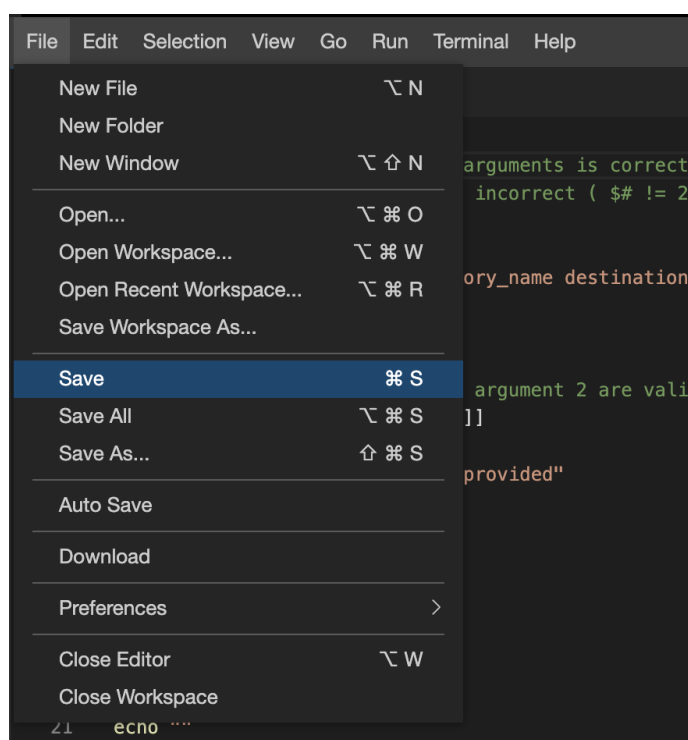 File Edit Selection View Go Run Terminal Help
New File ⌥ N
New Folder
New Window ⌥ ⇧ N
arguments is correct
incorrect ( $# != 2
Open... ⌥ ⌘ O
Open Workspace... ⌥ ⌘ W
Open Recent Workspace... ⌥ ⌘ R
ory_name destination
Save Workspace As...
Save ⌘ S
argument 2 are vali
Save All ⌥ ⌘ S
]]
Save As... ⇧ ⌘ S
provided"
Auto Save
Download
Preferences >
Close Editor ⌥ W
Close Workspace
21 echo ""